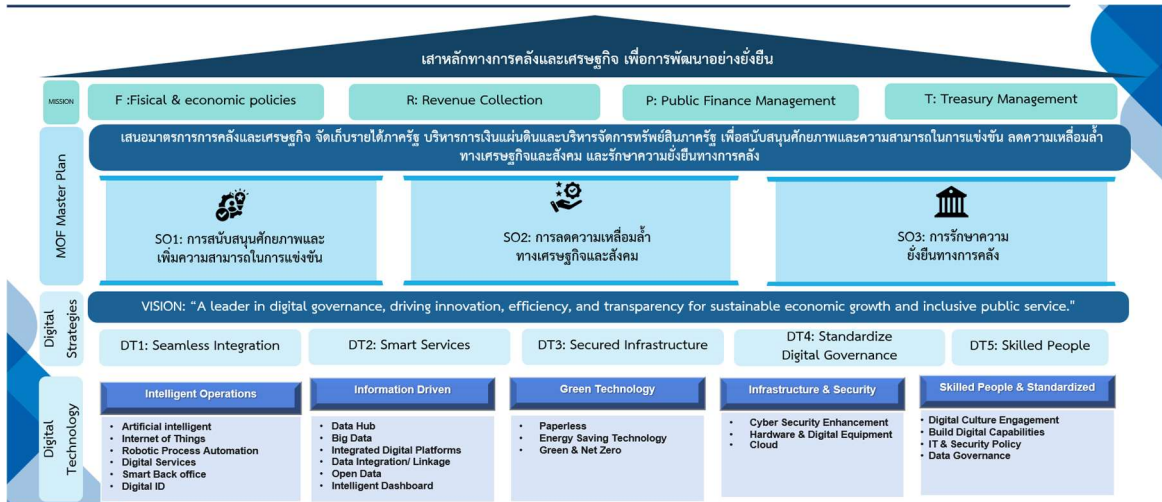 เสาหลักทางการคลังและเศรษฐกิจ เพื่อการพัฒนาอย่างยั่งยืน
MISSION
F :Fisical & economic policies
R: Revenue Collection
P: Public Finance Management
T: Treasury Management
MOF Master Plan
เสนอมาตรการการคลังและเศรษฐกิจ จัดเก็บรายได้ภาครัฐ บริหารการเงินแผ่นดินและบริหารจัดการทรัพย์สินภาครัฐ เพื่อสนับสนุนศักยภาพและความสามารถในการแข่งขัน ลดความเหลื่อมล้ำ
ทางเศรษฐกิจและสังคม และรักษาความยั่งยืนทางการคลัง
SO1: การสนับสนุนศักยภาพและ
เพิ่มความสามารถในการแข่งขัน
SO2: การลดความเหลื่อมล้ำ
ทางเศรษฐกิจและสังคม
SO3: การรักษาความ
ยั่งยืนทางการคลัง
Digital
Strategies
VISION: “A leader in digital governance, driving innovation, efficiency, and transparency for sustainable economic growth and inclusive public service."
DT1: Seamless Integration
DT2: Smart Services
DT3: Secured Infrastructure
DT4: Standardize
Digital Governance
DT5: Skilled People
Digital
Technology
Intelligent Operations
• Artificial intelligent
• Internet of Things
• Robotic Process Automation
• Digital Services
• Smart Back office
• Digital ID
Information Driven
• Data Hub
• Big Data
• Integrated Digital Platforms
• Data Integration/ Linkage
• Open Data
• Intelligent Dashboard
Green Technology
• Paperless
• Energy Saving Technology
• Green & Net Zero
Infrastructure & Security
• Cyber Security Enhancement
• Hardware & Digital Equipment
• Cloud
Skilled People & Standardized
• Digital Culture Engagement
• Build Digital Capabilities
• IT & Security Policy
• Data Governance